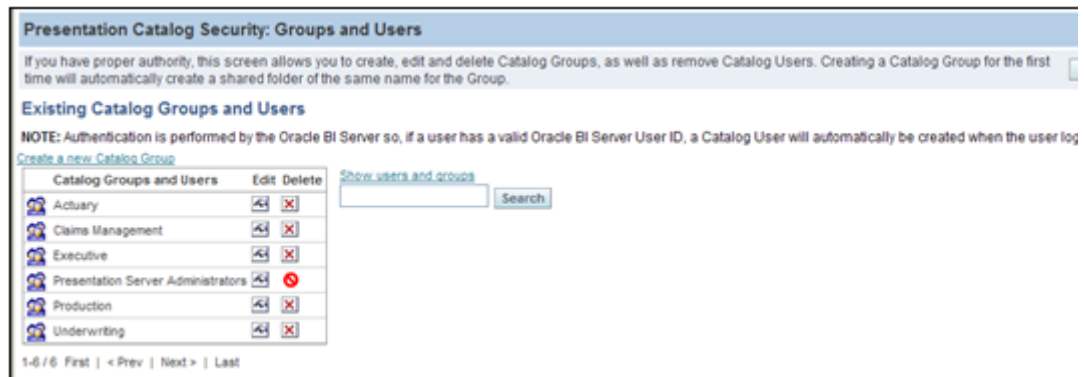 Presentation Catalog Security: Groups and Users
If you have proper authority, this screen allows you to create, edit and delete Catalog Groups, as well as remove Catalog Users. Creating a Catalog Group for the first
time will automatically create a shared folder of the same name for the Group.
Existing Catalog Groups and Users
NOTE: Authentication is performed by the Oracle BI Server so, if a user has a valid Oracle BI Server User ID, a Catalog User will automatically be created when the user log
Create a new Catalog Group
Catalog Groups and Users Edit Delete
Show users and groups
Search
Actuary
Claims Management
Executive
Presentation Server Administrators
Production
Underwriting
1-6 / 6 First | < Prev | Next > | Last